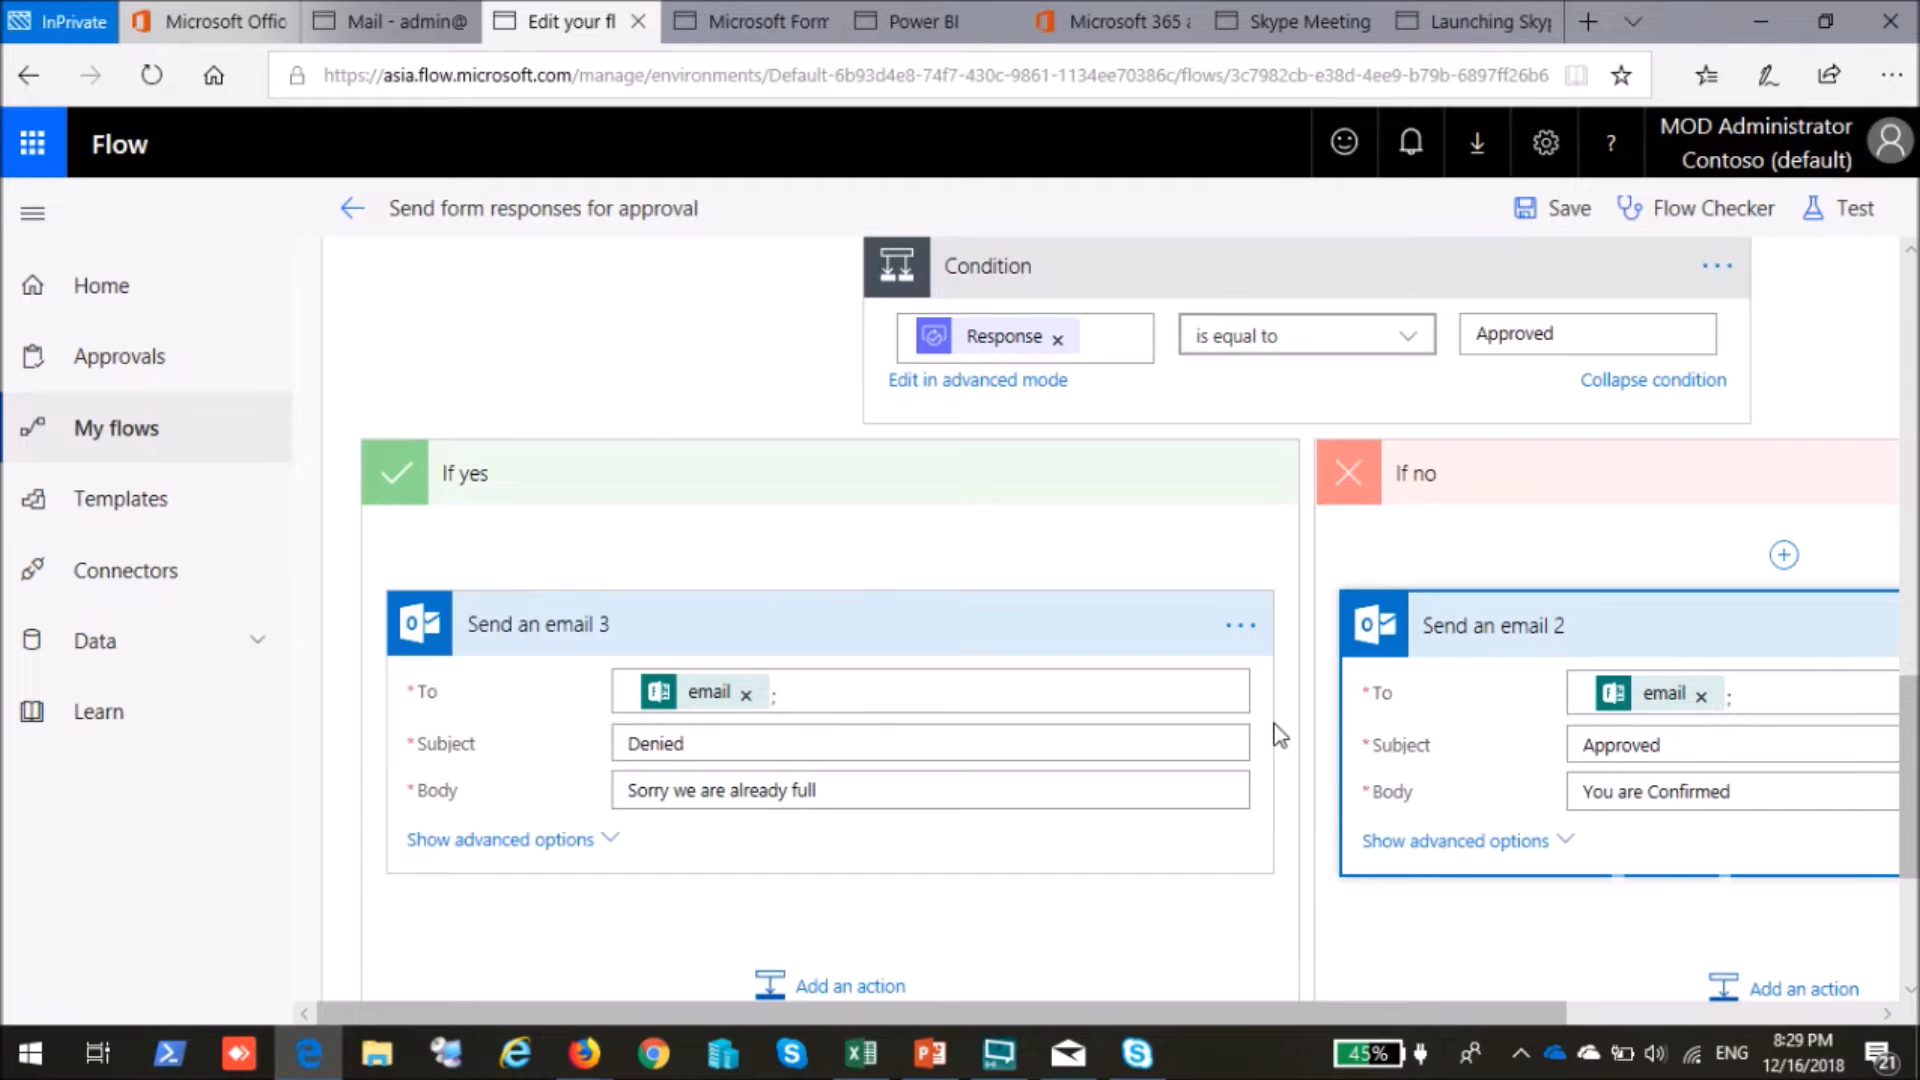 InPrivate
Microsoft Offic
Mail - admin@
Edit your fl
Microsoft Form
Power BI
Microsoft 365 a
Skype Meeting
Launching Skyp
https://asia.flow.microsoft.com/manage/environments/Default-6b93d4e8-74f7-430c-9861-1134ee70386c/flows/3c7982cb-e38d-4ee9-b79b-6897ff26b6
Flow
?
MOD Administrator
Contoso (default)
Send form responses for approval
Save
Flow Checker
Test
Home
Approvals
My flows
Templates
Connectors
Data
Learn
Condition
Response
is equal to
Approved
Edit in advanced mode
Collapse condition
If yes
If no
Send an email 3
*To
email
;
*Subject
Denied
*Body
Sorry we are already full
Show advanced options
Add an action
Send an email 2
*To
email
;
*Subject
Approved
*Body
You are Confirmed
Show advanced options
Add an action
45%
ENG
8:29 PM
12/16/2018
21